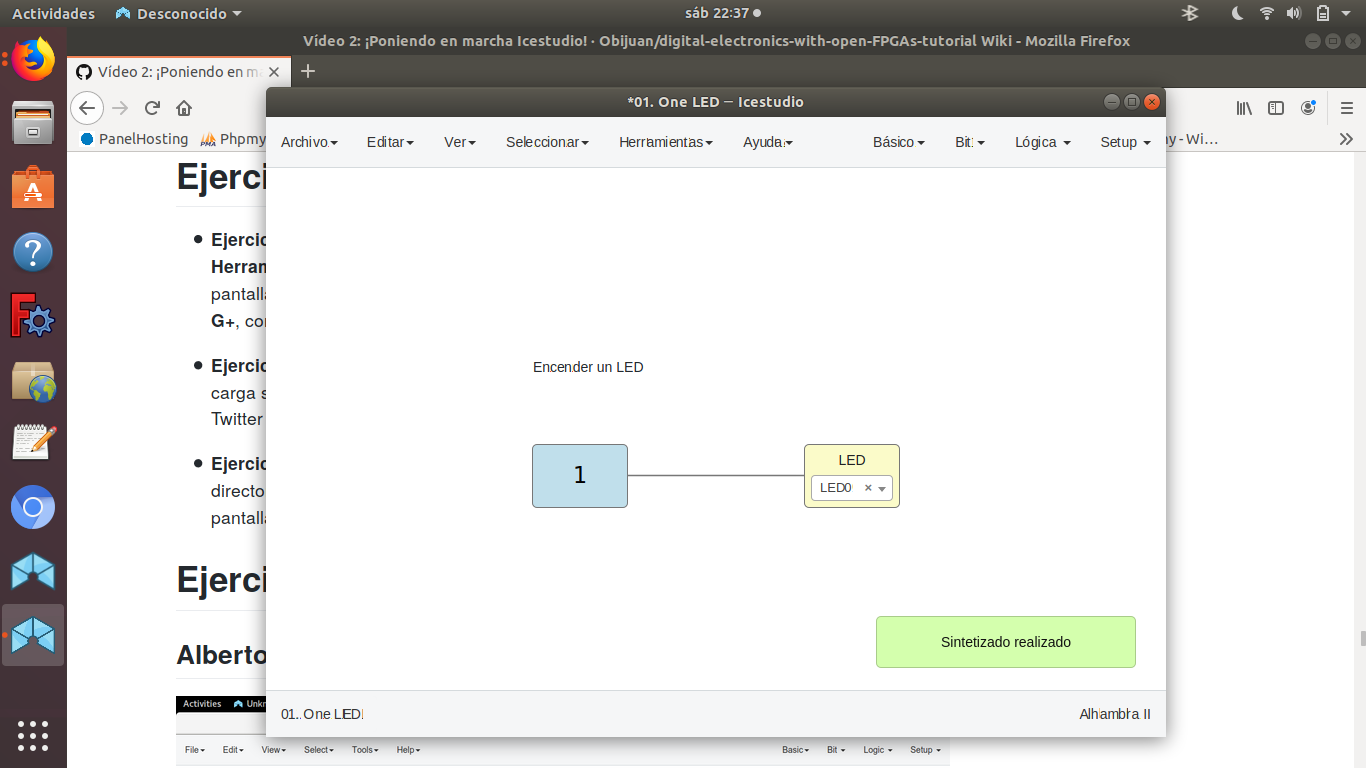 Actividades
Desconocido
sáb 22:37
Vídeo 2: ¡Poniendo en marcha Icestudio! · Obijuan/digital-electronics-with-open-FPGAs-tutorial Wiki - Mozilla Firefox
Vídeo 2: ¡Poniendo en
*01. One LED — Icestudio
PanelHosting
Phpmy
ny - Wi…
Archivo
Editar
Ver
Seleccionar
Herramientas
Ayuda
Básico
Bit
Lógica
Setup
Ejerci
Ejercic
Herran
pantalla
G+, con
Ejercic
carga s
Twitter
Ejercic
directo
pantalla
Encender un LED
1
LED
LED0
Sintetizado realizado
Ejerci
Alberto
01. One LED
Alhambra II
Activities
Unkn
File
Edit
View
Select
Tools
Help
Basic
Bit
Logic
Setup